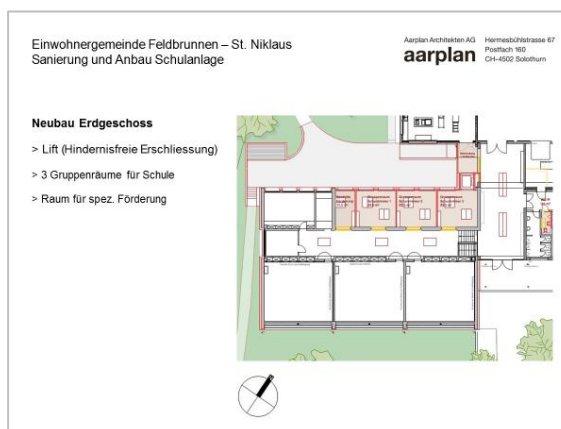 Einwohnergemeinde Feldbrunnen – St. Niklaus
Sanierung und Anbau Schulanlage
Aarplan Architekten AG
aarplan
Hermesbühlstrasse 67
Postfach 160
CH-4502 Solothurn
Neubau Erdgeschoss
> Lift (Hindernisfreie Erschliessung)
> 3 Gruppenräume für Schule
> Raum für spez. Förderung